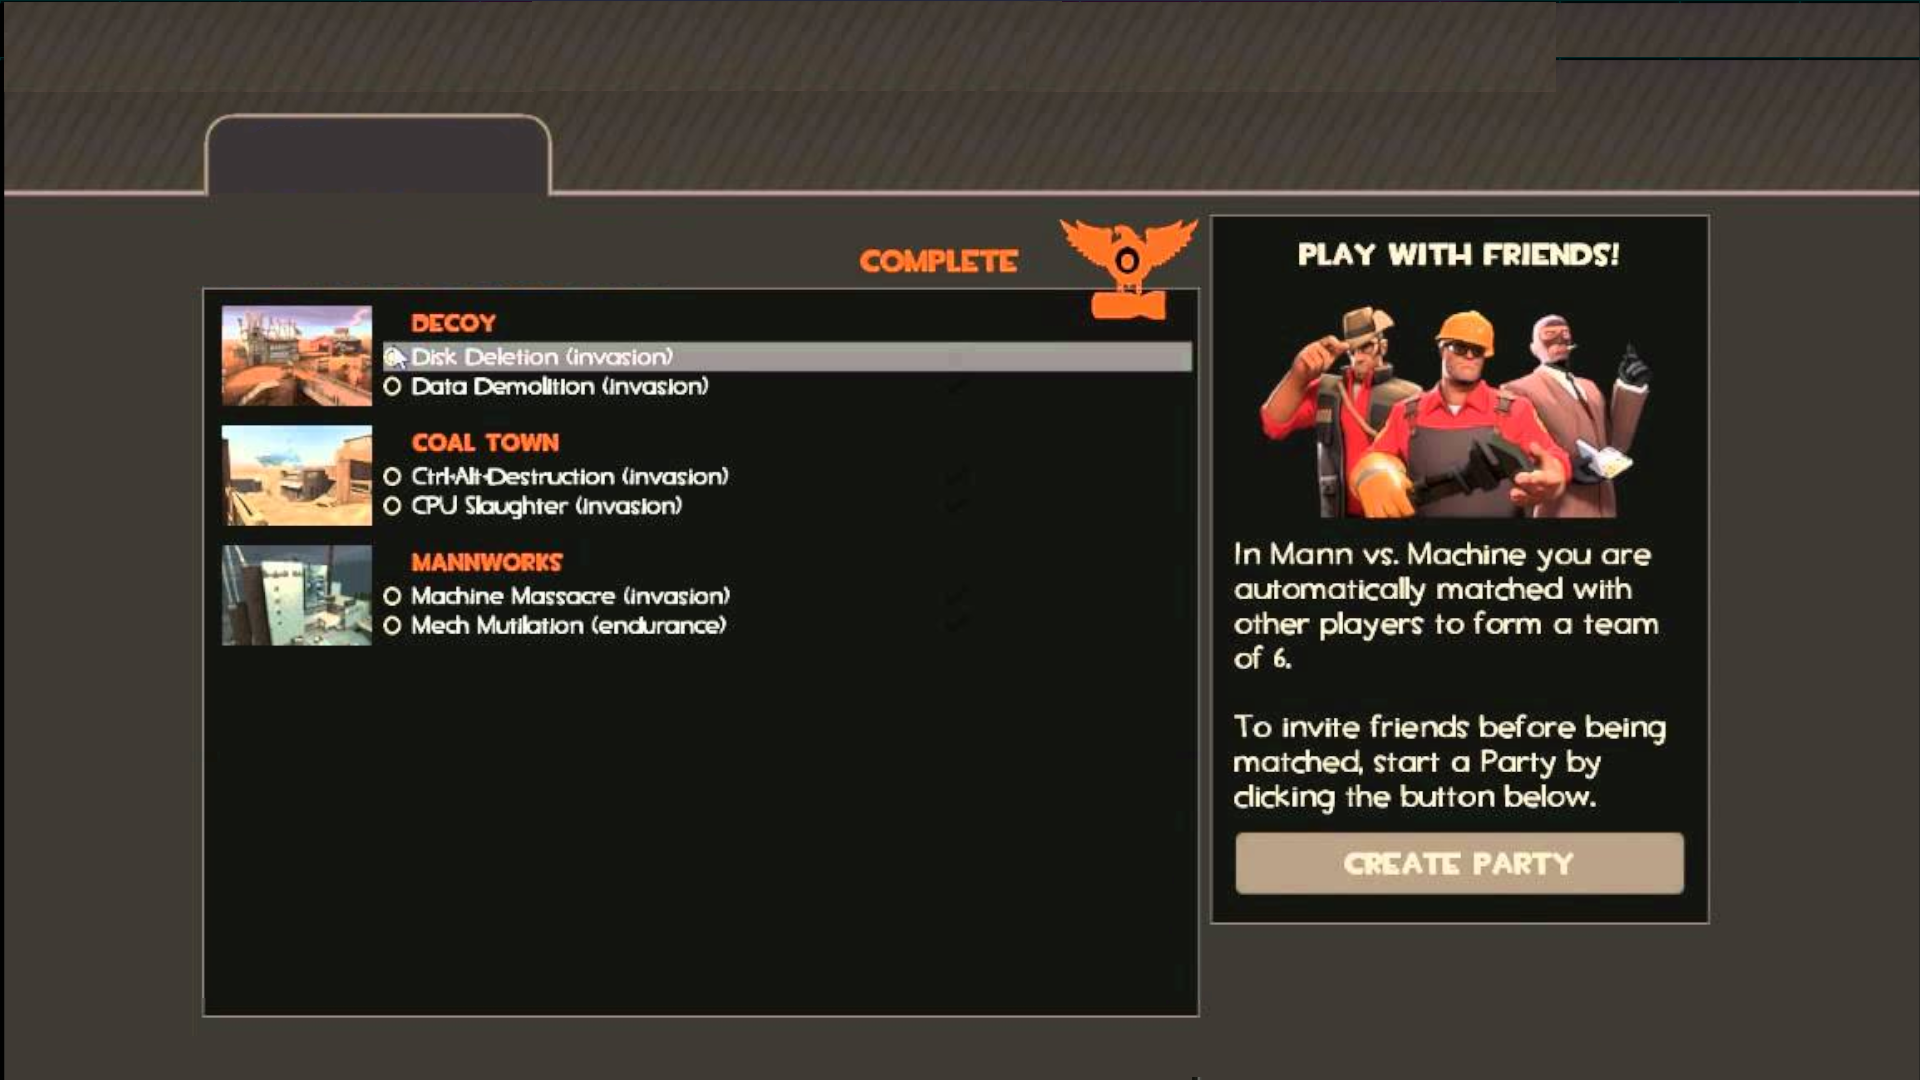 COMPLETE
0
DECOY
Disk Deletion (invasion)
Data Demolition (invasion)
COAL TOWN
Ctrl+Alt+Destruction (invasion)
CPU Slaughter (invasion)
MANNWORKS
Machine Massacre (invasion)
Mech Mutilation (endurance)
PLAY WITH FRIENDS!
In Mann vs. Machine you are
automatically matched with
other players to form a team
of 6.
To invite friends before being
matched, start a Party by
clicking the button below.
CREATE PARTY